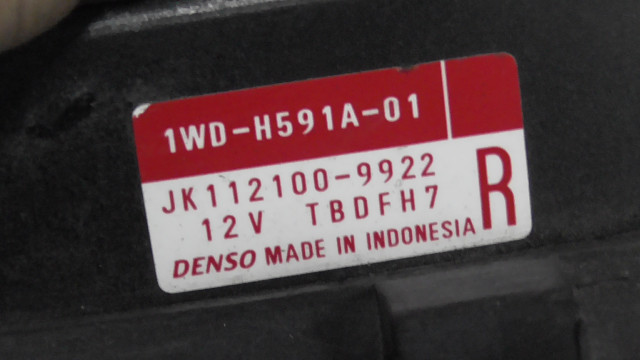 1WD-H591A-01
JK112100-9922
12V TBDFH7
R
DENSO MADE IN INDONESIA